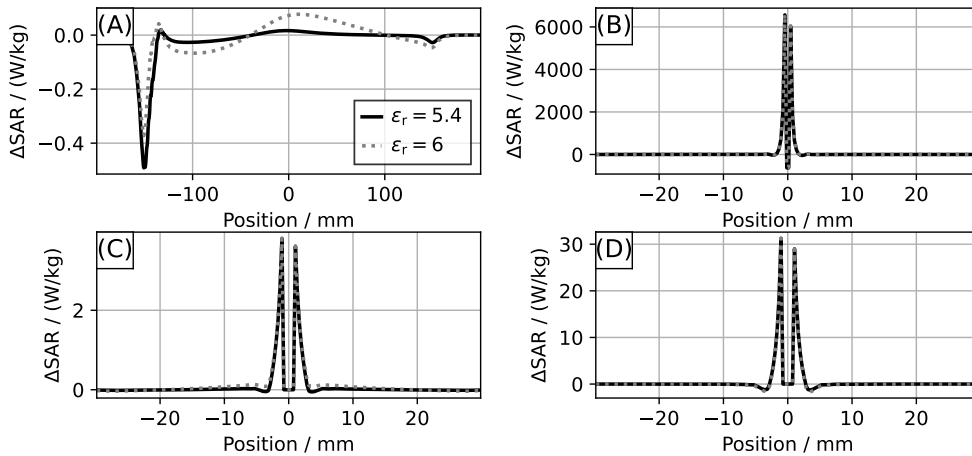 (A)
ΔSAR / (W/kg)
0.0
−0.2
−0.4
εr = 5.4
εr = 6
−100
0
100
Position / mm
(B)
ΔSAR / (W/kg)
6000
4000
2000
0
−20
−10
0
10
20
Position / mm
(C)
ΔSAR / (W/kg)
2
0
−20
−10
0
10
20
30
Position / mm
(D)
ΔSAR / (W/kg)
30
20
10
0
−20
−10
0
10
20
Position / mm